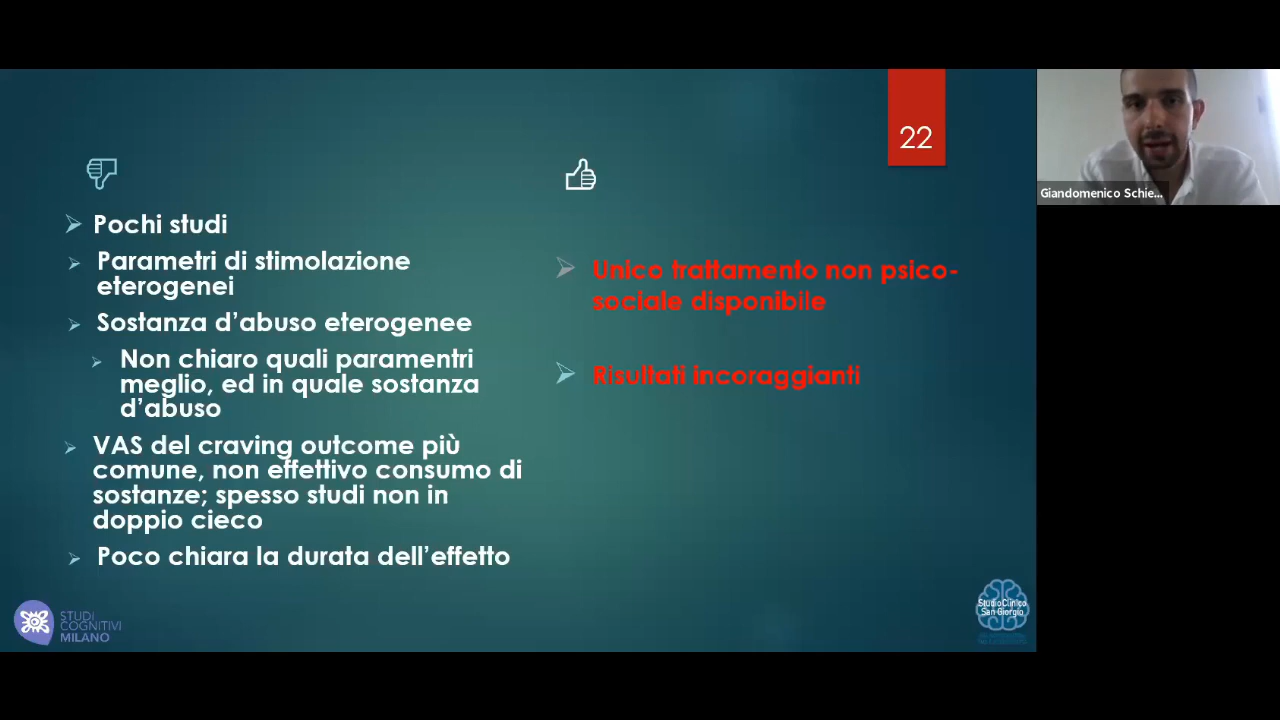 22
Pochi studi
Parametri di stimolazione
eterogenei
Sostanza d’abuso eterogenee
Non chiaro quali paramentri
meglio, ed in quale sostanza
d’abuso
VAS del craving outcome più
comune, non effettivo consumo di
sostanze; spesso studi non in
doppio cieco
Poco chiara la durata dell’effetto
Unico trattamento non psico-
sociale disponibile
Risultati incoraggianti
Giandomenico Schie...
STUDI
COGNITIVI
MILANO
Studio Clinico
San Giorgio